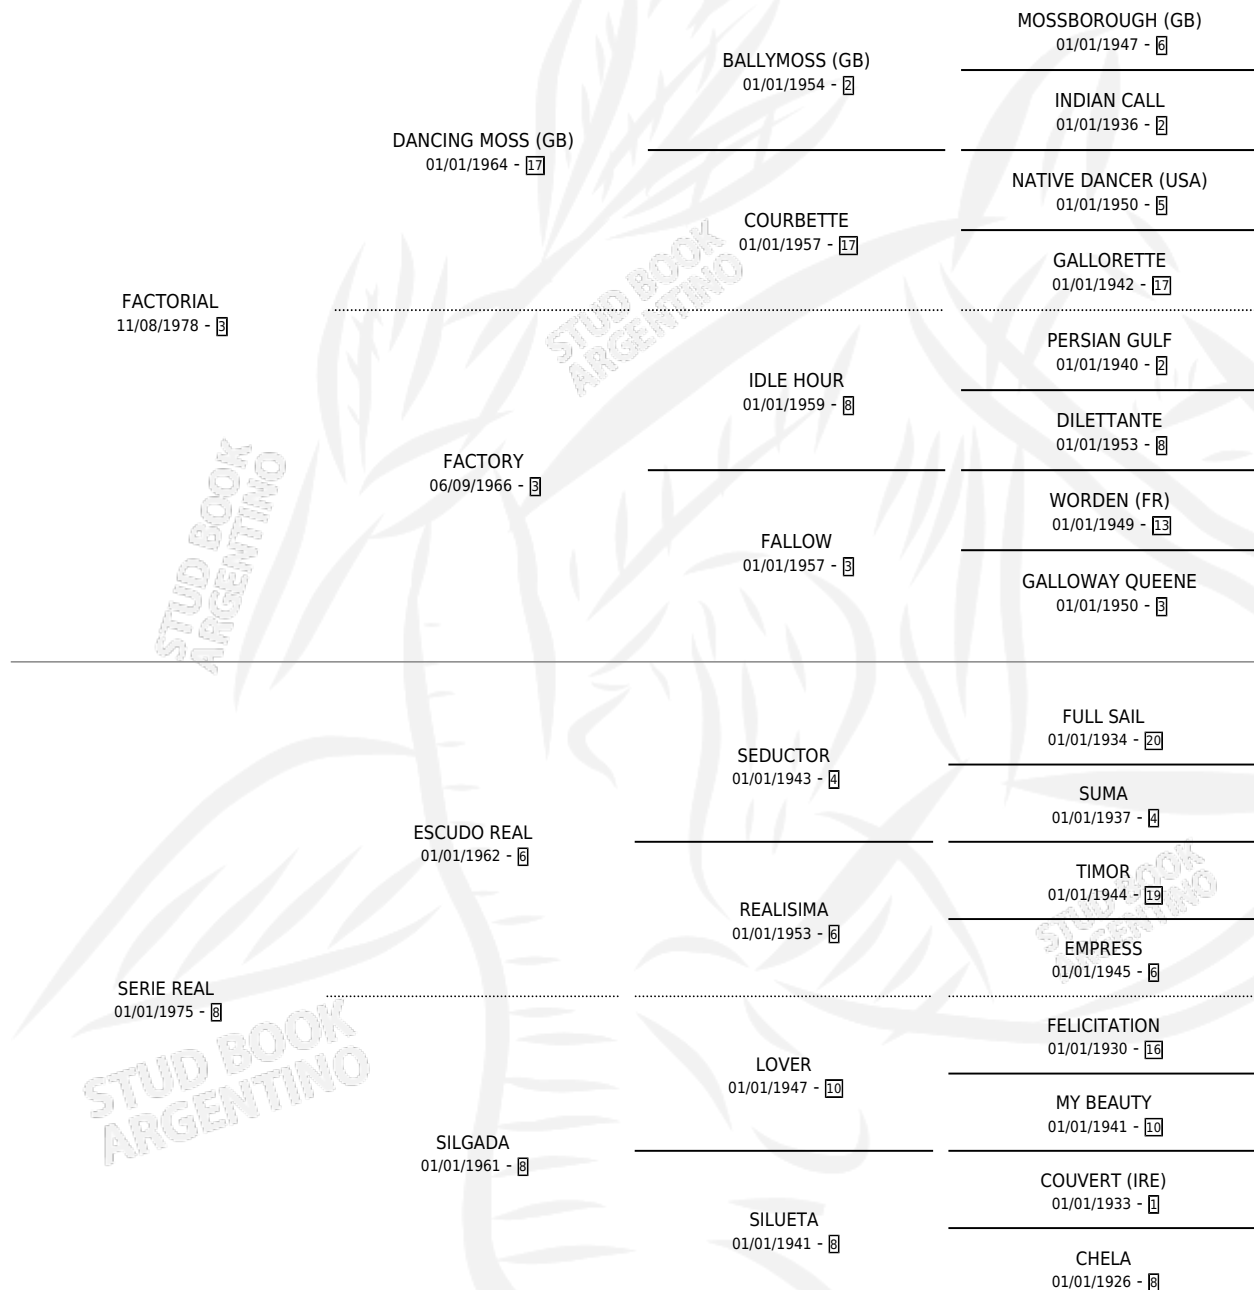 MOSSBOROUGH (GB)
01/01/1947 - 6
BALLYMOSS (GB)
01/01/1954 - 2
INDIAN CALL
01/01/1936 - 2
DANCING MOSS (GB)
01/01/1964 - 17
NATIVE DANCER (USA)
01/01/1950 - 5
COURBETTE
01/01/1957 - 17
GALLORETTE
01/01/1942 - 17
FACTORIAL
11/08/1978 - 3
PERSIAN GULF
01/01/1940 - 2
IDLE HOUR
01/01/1959 - 8
DILETTANTE
01/01/1953 - 8
FACTORY
06/09/1966 - 3
WORDEN (FR)
01/01/1949 - 13
FALLOW
01/01/1957 - 3
GALLOWAY QUEENE
01/01/1950 - 3
FULL SAIL
01/01/1934 - 20
SEDUCTOR
01/01/1943 - 4
SUMA
01/01/1937 - 4
ESCUDO REAL
01/01/1962 - 6
TIMOR
01/01/1944 - 19
REALISIMA
01/01/1953 - 6
EMPRESS
01/01/1945 - 6
SERIE REAL
01/01/1975 - 8
FELICITATION
01/01/1930 - 16
LOVER
01/01/1947 - 10
MY BEAUTY
01/01/1941 - 10
SILGADA
01/01/1961 - 8
COUVERT (IRE)
01/01/1933 - 1
SILUETA
01/01/1941 - 8
CHELA
01/01/1926 - 8
STUD BOOK
ARGENTINO
STUD BOOK
ARGENTINO
STUD BOOK
ARGENTINO
STUD BOOK
ARGENTINO